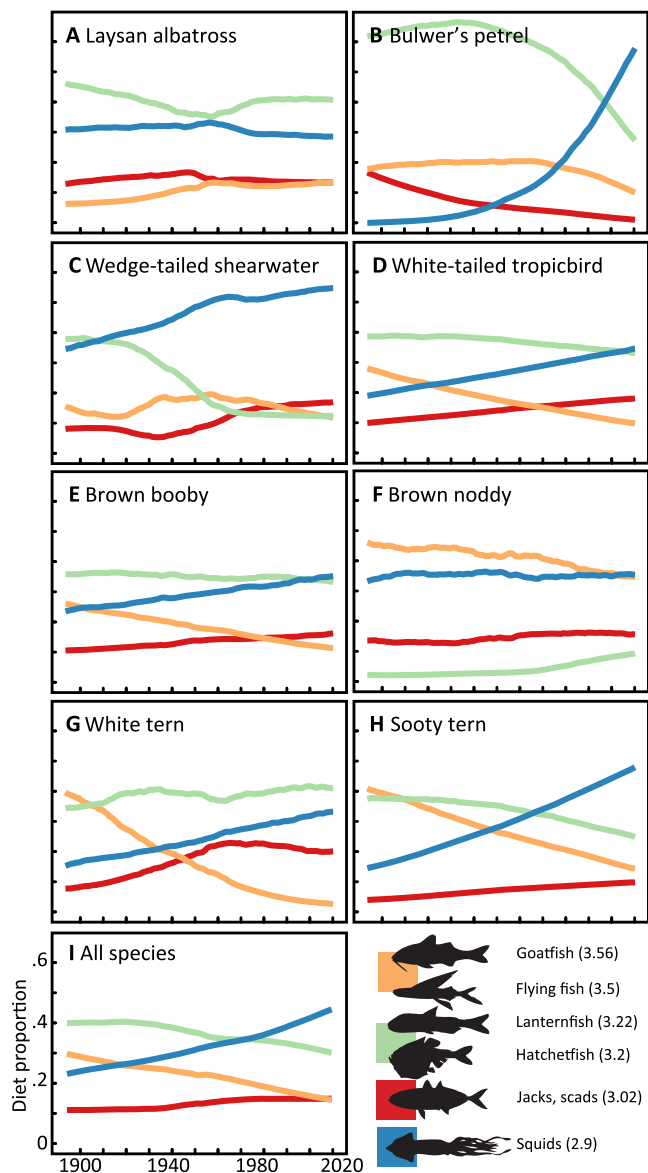 A Laysan albatross
B Bulwer's petrel
C Wedge-tailed shearwater
D White-tailed tropicbird
E Brown booby
F Brown noddy
G White tern
H Sooty tern
I All species
.6
.4
.2
0
Diet proportion
1900 1940 1980 2020
Goatfish (3.56)
Flying fish (3.5)
Lanternfish (3.22)
Hatchetfish (3.2)
Jacks, scads (3.02)
Squids (2.9)